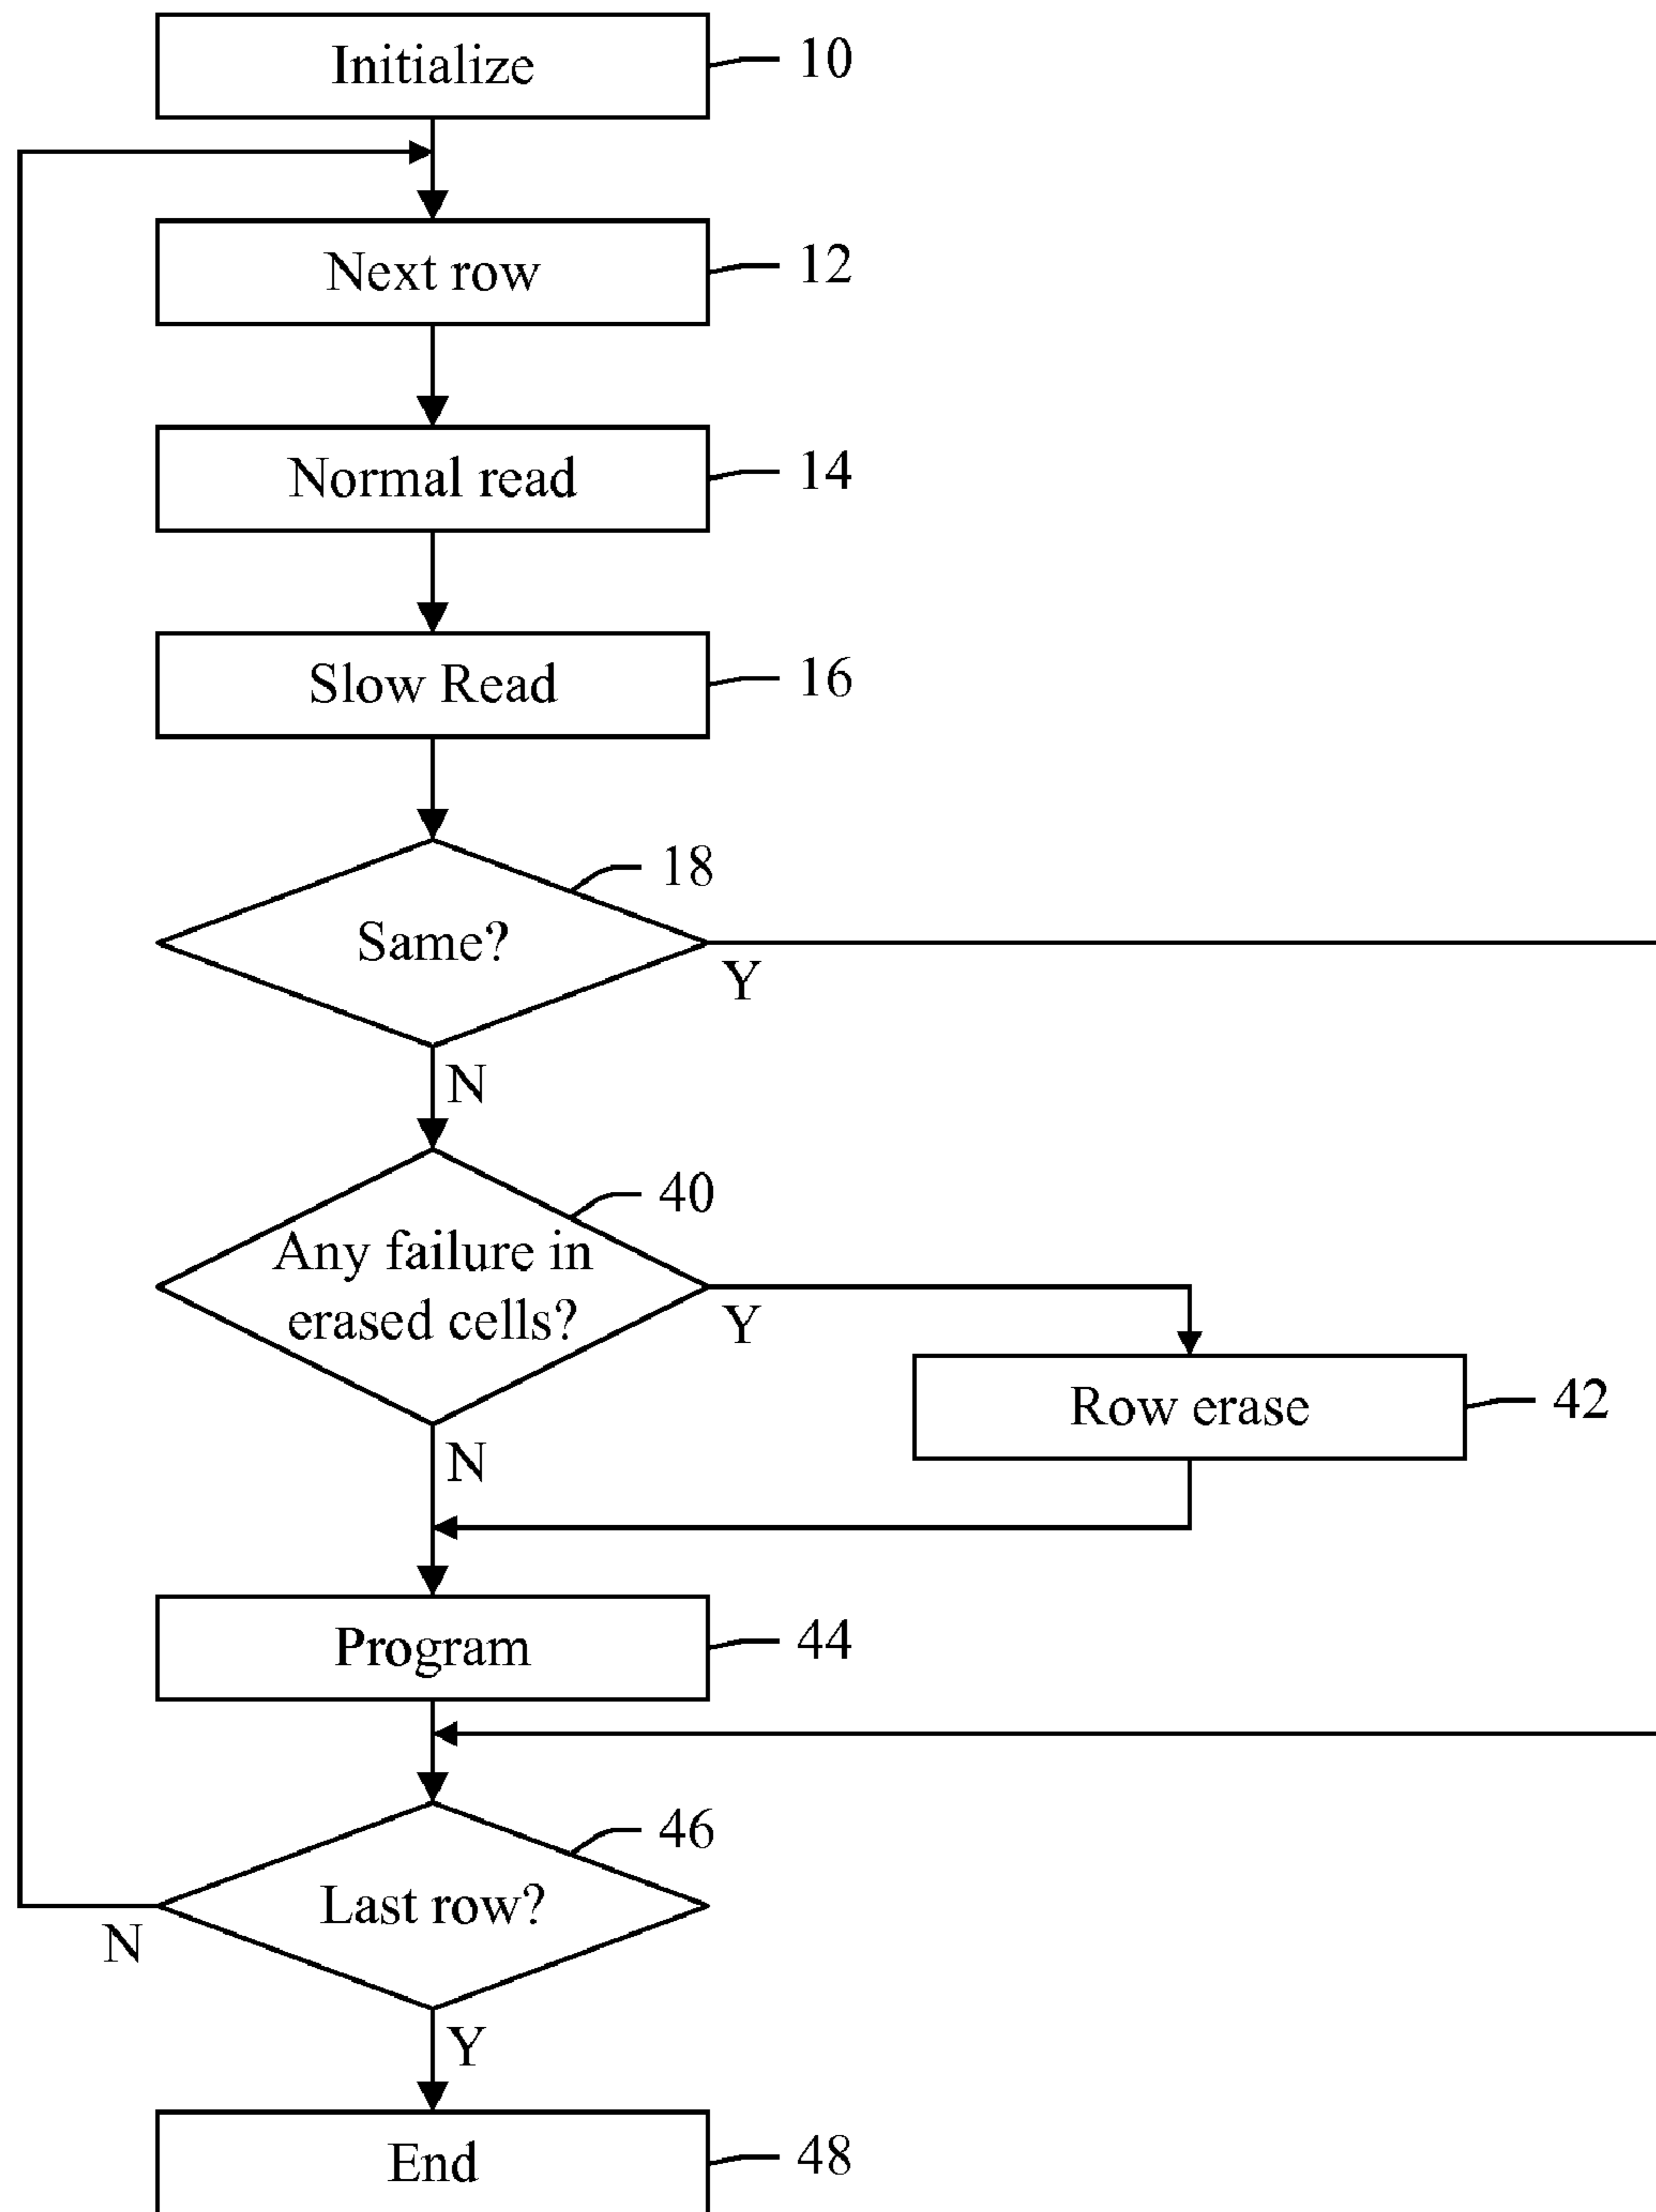 Initialize
10
Next row
12
Normal read
14
Slow Read
16
18
Same?
Y
N
40
Any failure in
erased cells?
Y
Row erase
42
N
Program
44
46
Last row?
N
Y
End
48